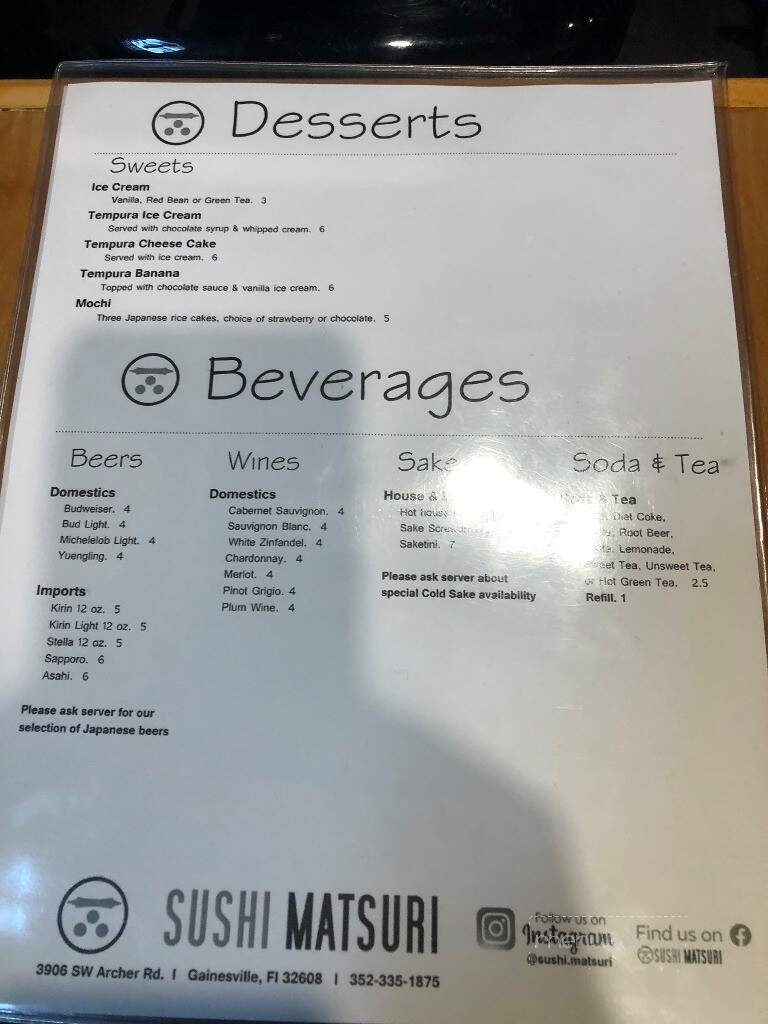 Desserts
Sweets
Ice Cream
Vanilla, Red Bean or Green Tea. 3
Tempura Ice Cream
Served with chocolate syrup & whipped cream. 6
Tempura Cheese Cake
Served with ice cream. 6
Tempura Banana
Topped with chocolate sauce & vanilla ice cream. 6
Mochi
Three Japanese rice cakes, choice of strawberry or chocolate. 5
Beverages
Beers
Domestics
Budweiser. 4
Bud Light. 4
Michelelob Light. 4
Yuengling. 4
Imports
Kirin 12 oz. 5
Kirin Light 12 oz. 5
Stella 12 oz. 5
Sapporo. 6
Asahi. 6
Please ask server for our
selection of Japanese beers
Wines
Domestics
Cabernet Sauvignon. 4
Sauvignon Blanc. 4
White Zinfandel. 4
Chardonnay. 4
Merlot. 4
Pinot Grigio. 4
Plum Wine. 4
Sake
House &
Hot house
Sake
Saketini. 7
Please ask server about
special Cold Sake availability
Soda & Tea
& Tea
Diet Coke,
Root Beer,
Lemonade,
Sweet Tea, Unsweet Tea,
or Hot Green Tea. 2.5
Refill. 1
SUSHI MATSURI
3906 SW Archer Rd. I Gainesville, Fl 32608 I 352-335-1875
Follow us on
Instagram
@sushi.matsuri
Find us on
SUSHI MATSURI